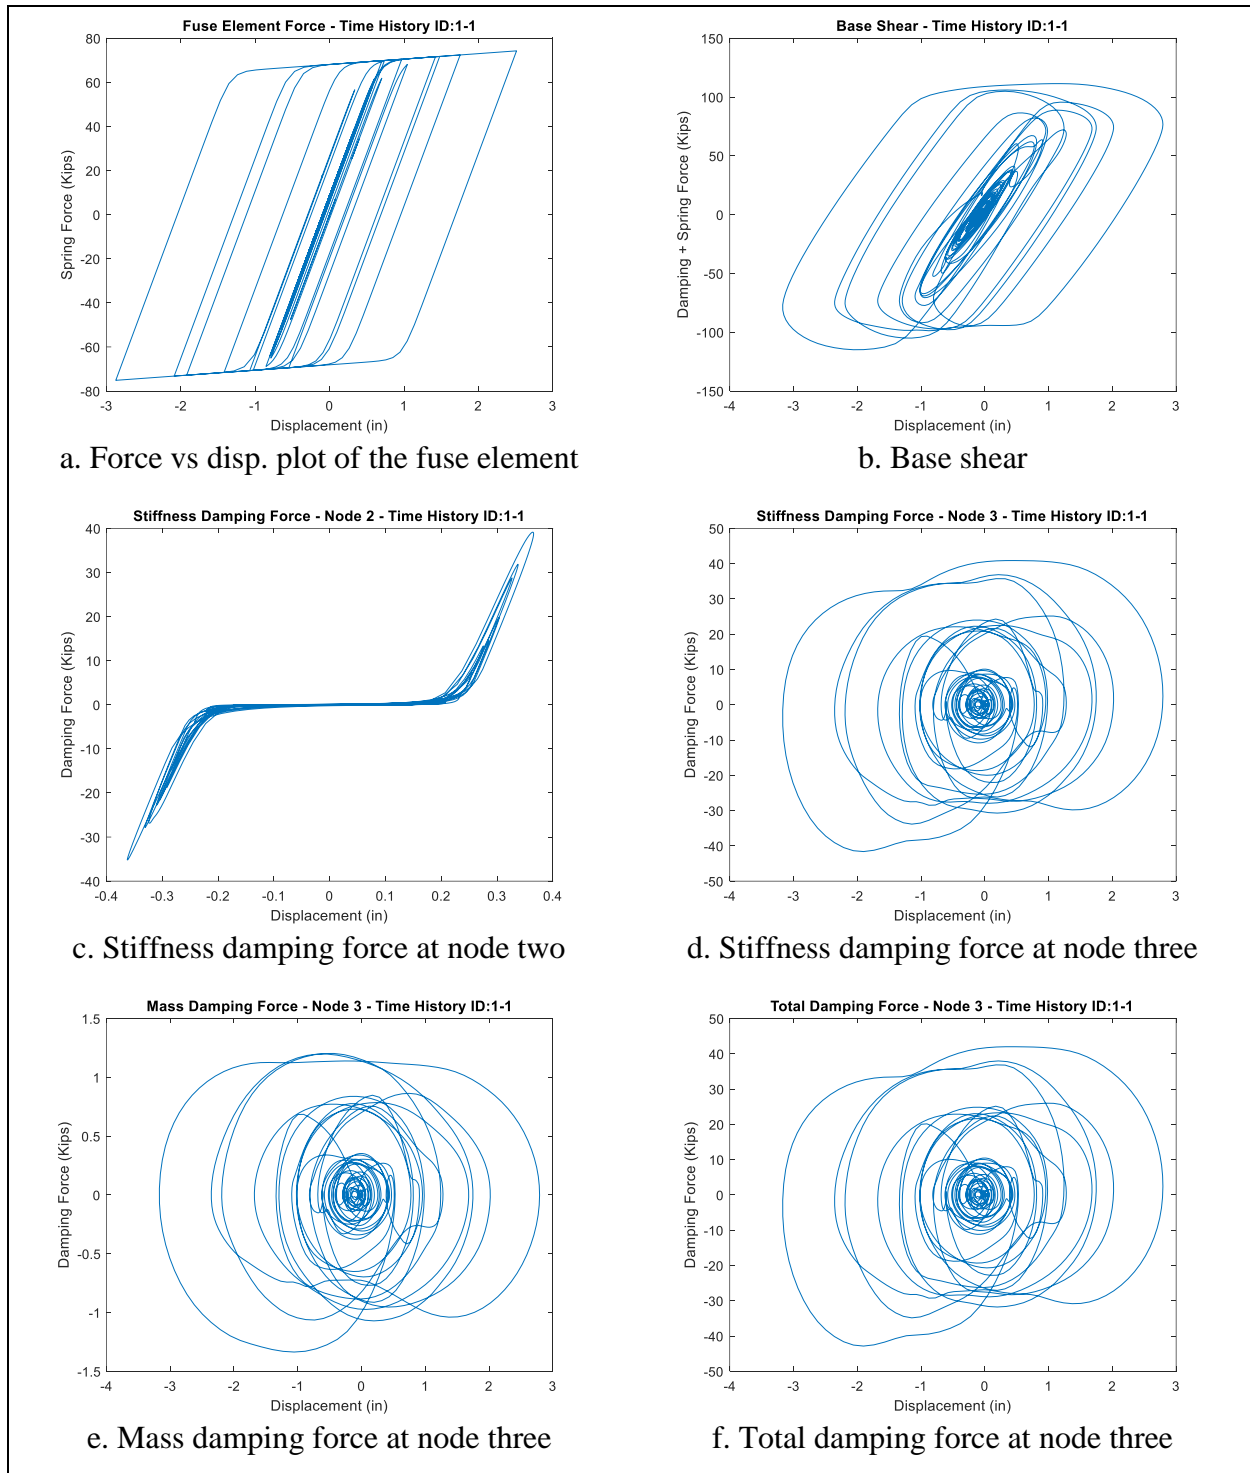 Fuse Element Force - Time History ID:1-1
80
60
40
20
0
-20
-40
-60
-80
Spring Force (Kips)
-3 -2 -1 0 1 2 3
Displacement (in)
a. Force vs disp. plot of the fuse element
Base Shear - Time History ID:1-1
150
100
50
0
-50
-100
-150
Damping + Spring Force (Kips)
-4 -3 -2 -1 0 1 2 3
Displacement (in)
b. Base shear
Stiffness Damping Force - Node 2 - Time History ID:1-1
40
30
20
10
0
-10
-20
-30
-40
Damping Force (Kips)
-0.4 -0.3 -0.2 -0.1 0 0.1 0.2 0.3 0.4
Displacement (in)
c. Stiffness damping force at node two
Stiffness Damping Force - Node 3 - Time History ID:1-1
50
40
30
20
10
0
-10
-20
-30
-40
-50
Damping Force (Kips)
-4 -3 -2 -1 0 1 2 3
Displacement (in)
d. Stiffness damping force at node three
Mass Damping Force - Node 3 - Time History ID:1-1
1.5
1
0.5
0
-0.5
-1
-1.5
Damping Force (Kips)
-4 -3 -2 -1 0 1 2 3
Displacement (in)
e. Mass damping force at node three
Total Damping Force - Node 3 - Time History ID:1-1
50
40
30
20
10
0
-10
-20
-30
-40
-50
Damping Force (Kips)
-4 -3 -2 -1 0 1 2 3
Displacement (in)
f. Total damping force at node three